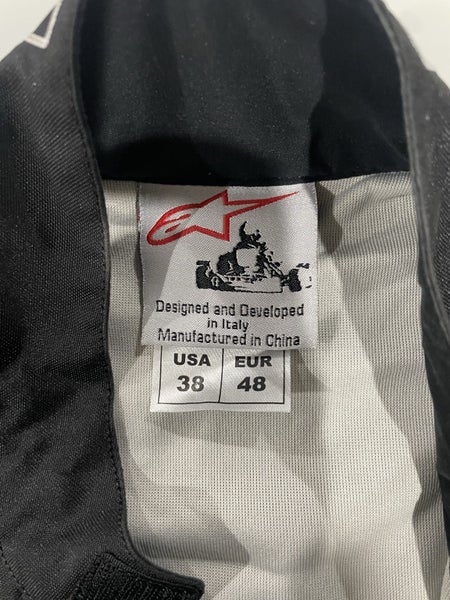 Designed and Developed
in Italy
Manufactured in China
USA EUR
38 48